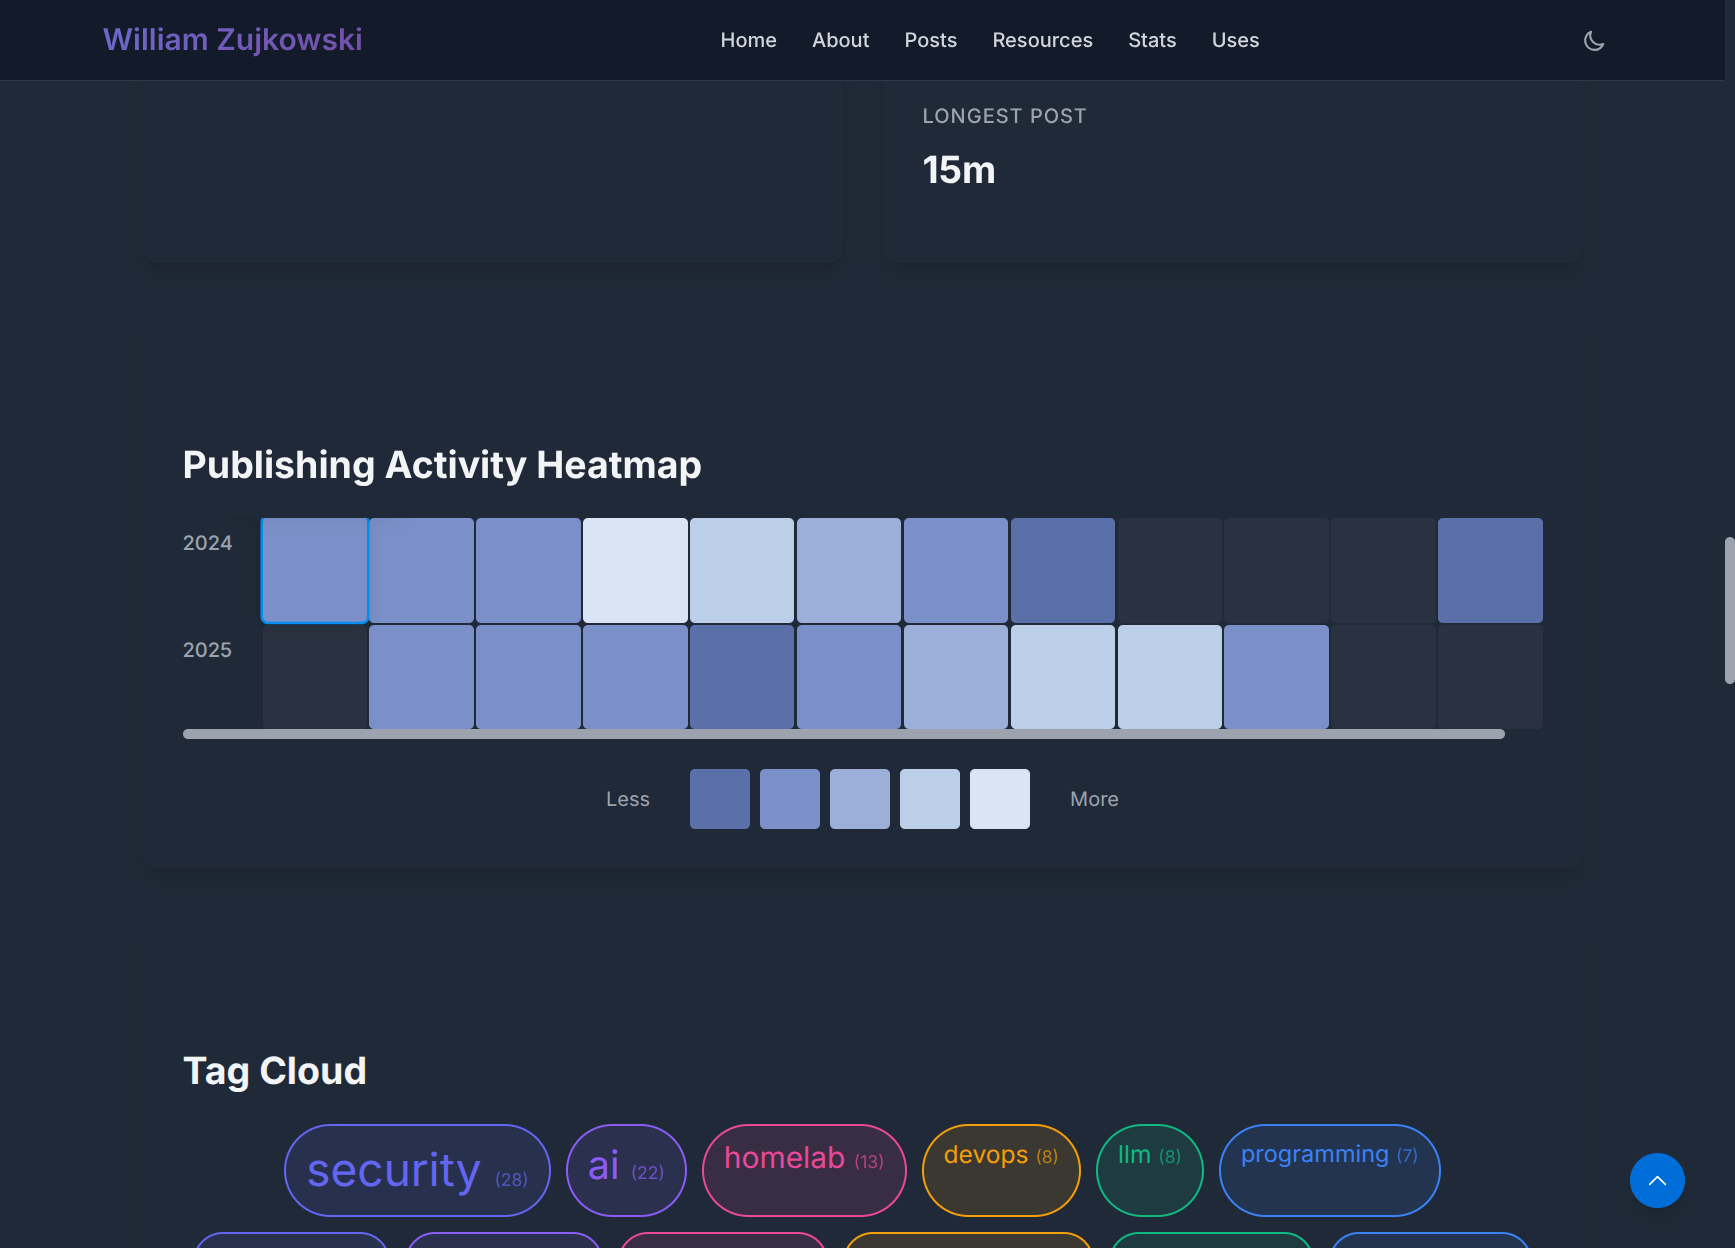 William Zujkowski
Home About Posts Resources Stats Uses
LONGEST POST
15m
Publishing Activity Heatmap
2024
2025
Less More
Tag Cloud
security (28) ai (22) homelab (13) devops (8) llm (8) programming (7)